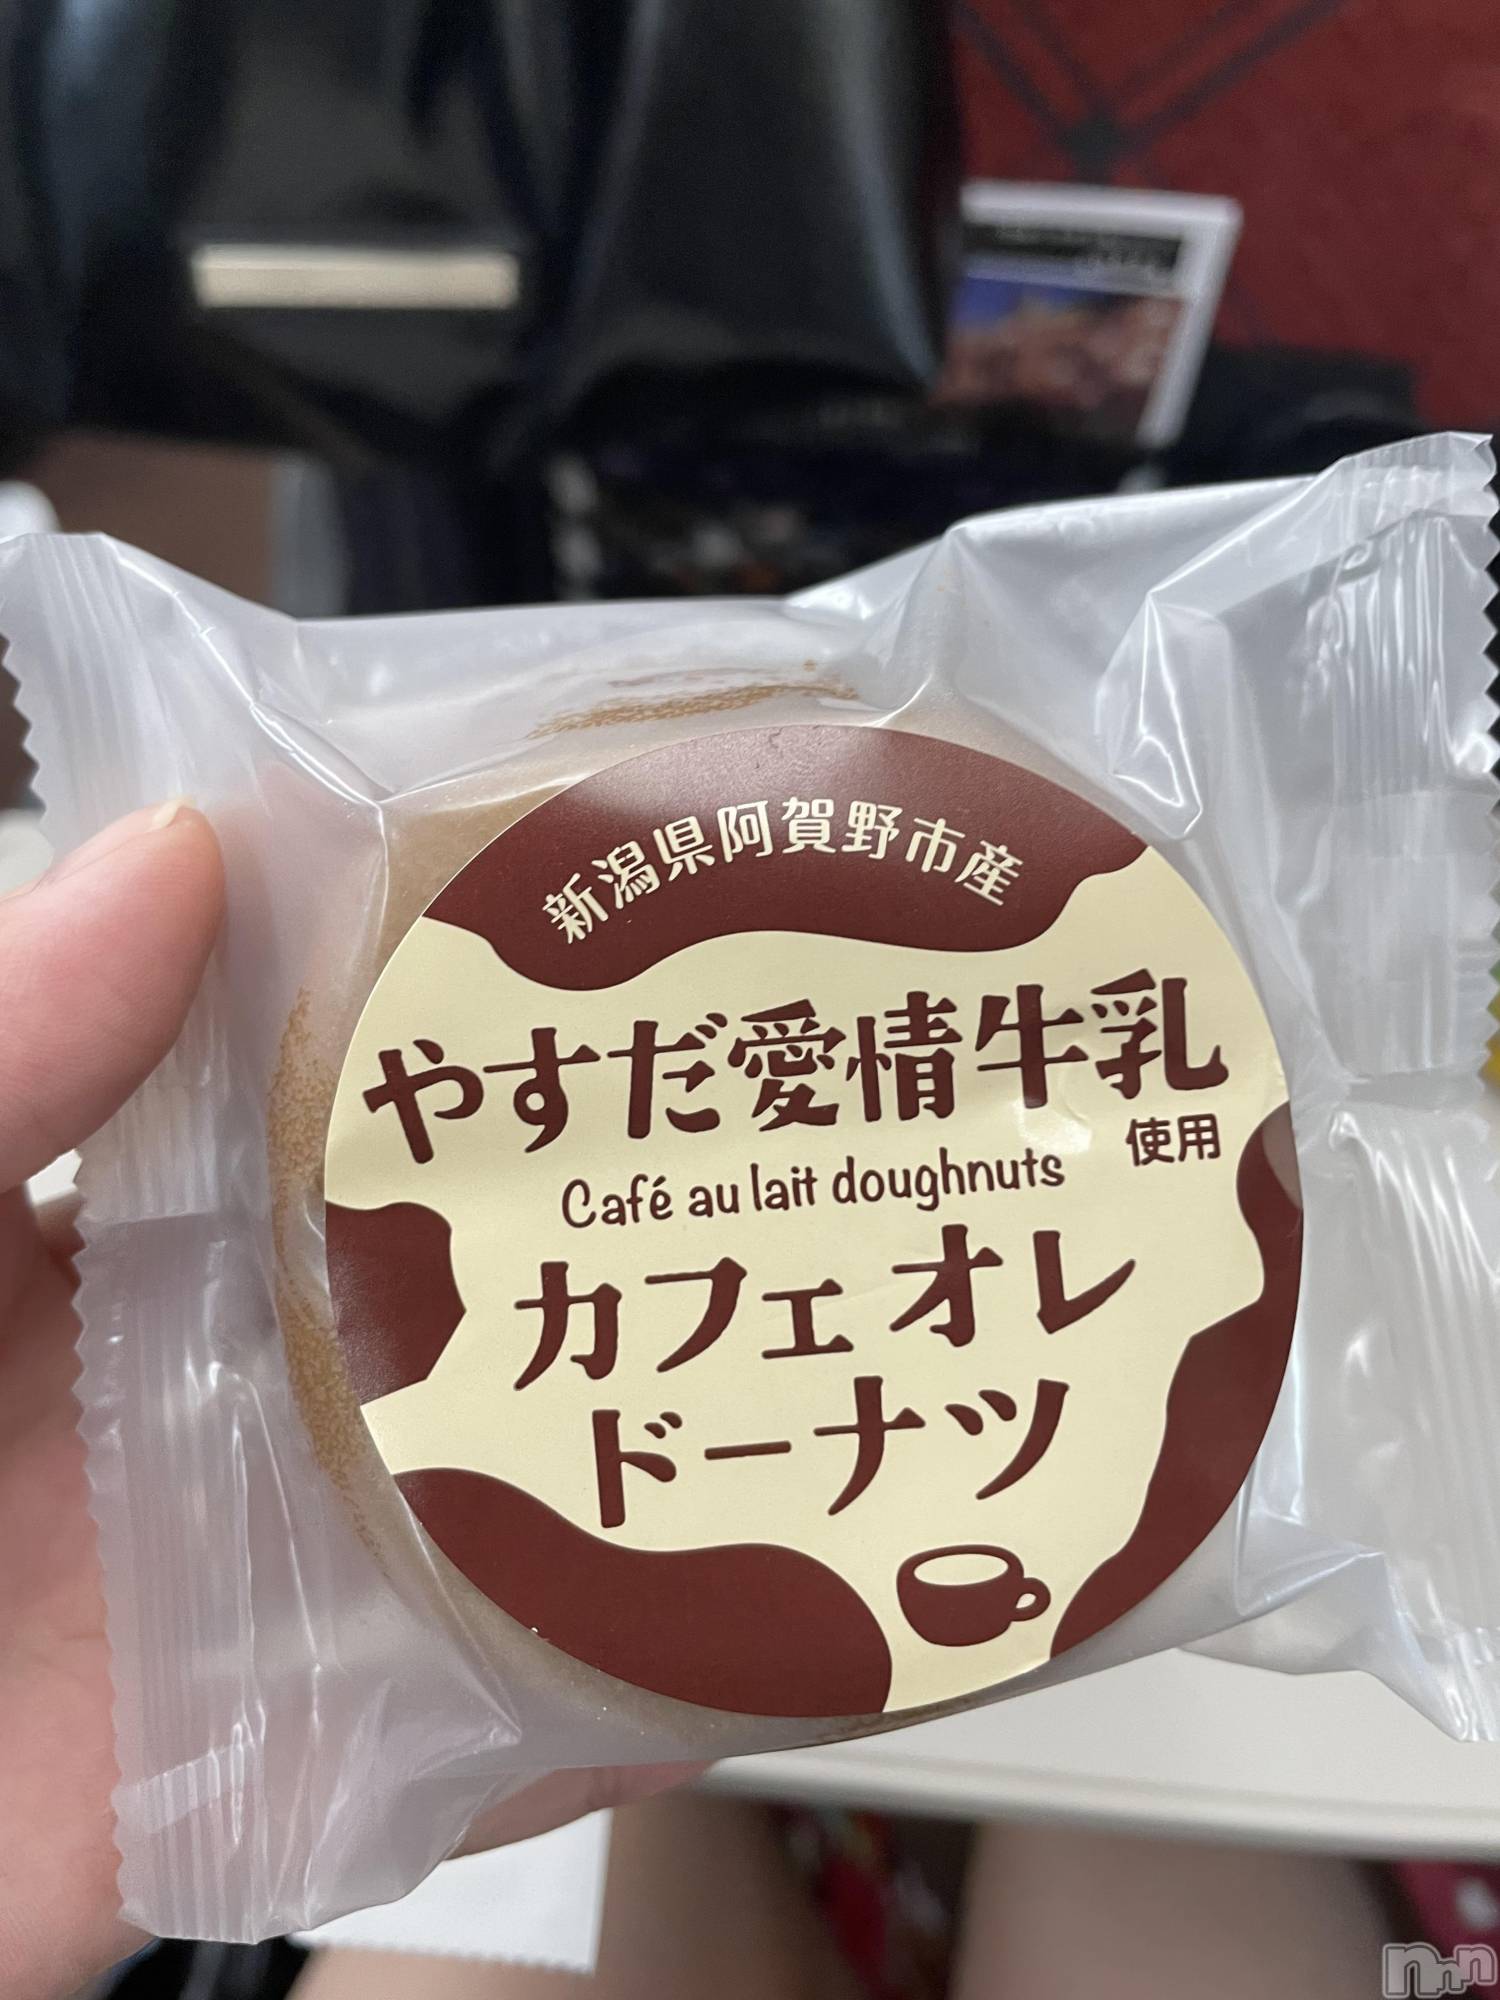 新潟県阿賀野市産
やすだ愛情牛乳
使用
Café au lait doughnuts
カフェオレ
ドーナツ